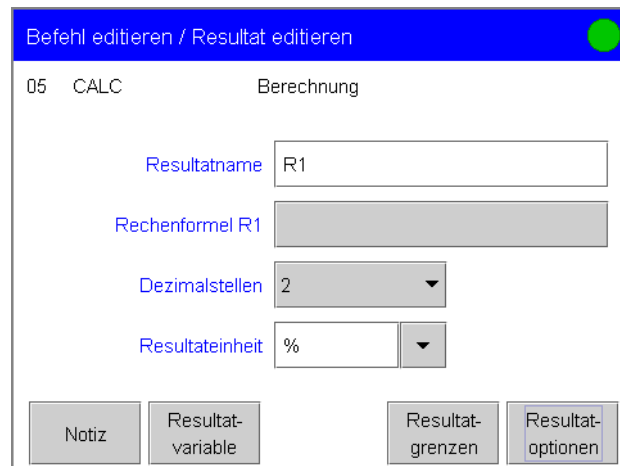 Befehl editieren / Resultat editieren
05 CALC Berechnung
Resultatname R1
Rechenformel R1
Dezimalstellen 2
Resultateinheit %
Notiz
Resultat-
variable
Resultat-
grenzen
Resultat-
optionen